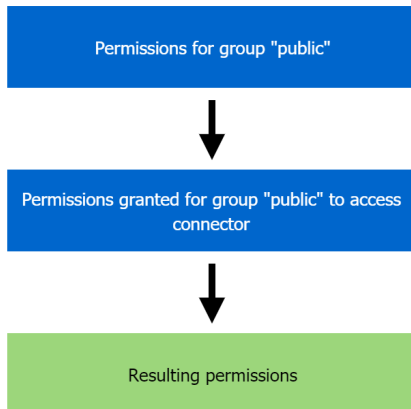 Permissions for group "public"
Permissions granted for group "public" to access
connector
Resulting permissions